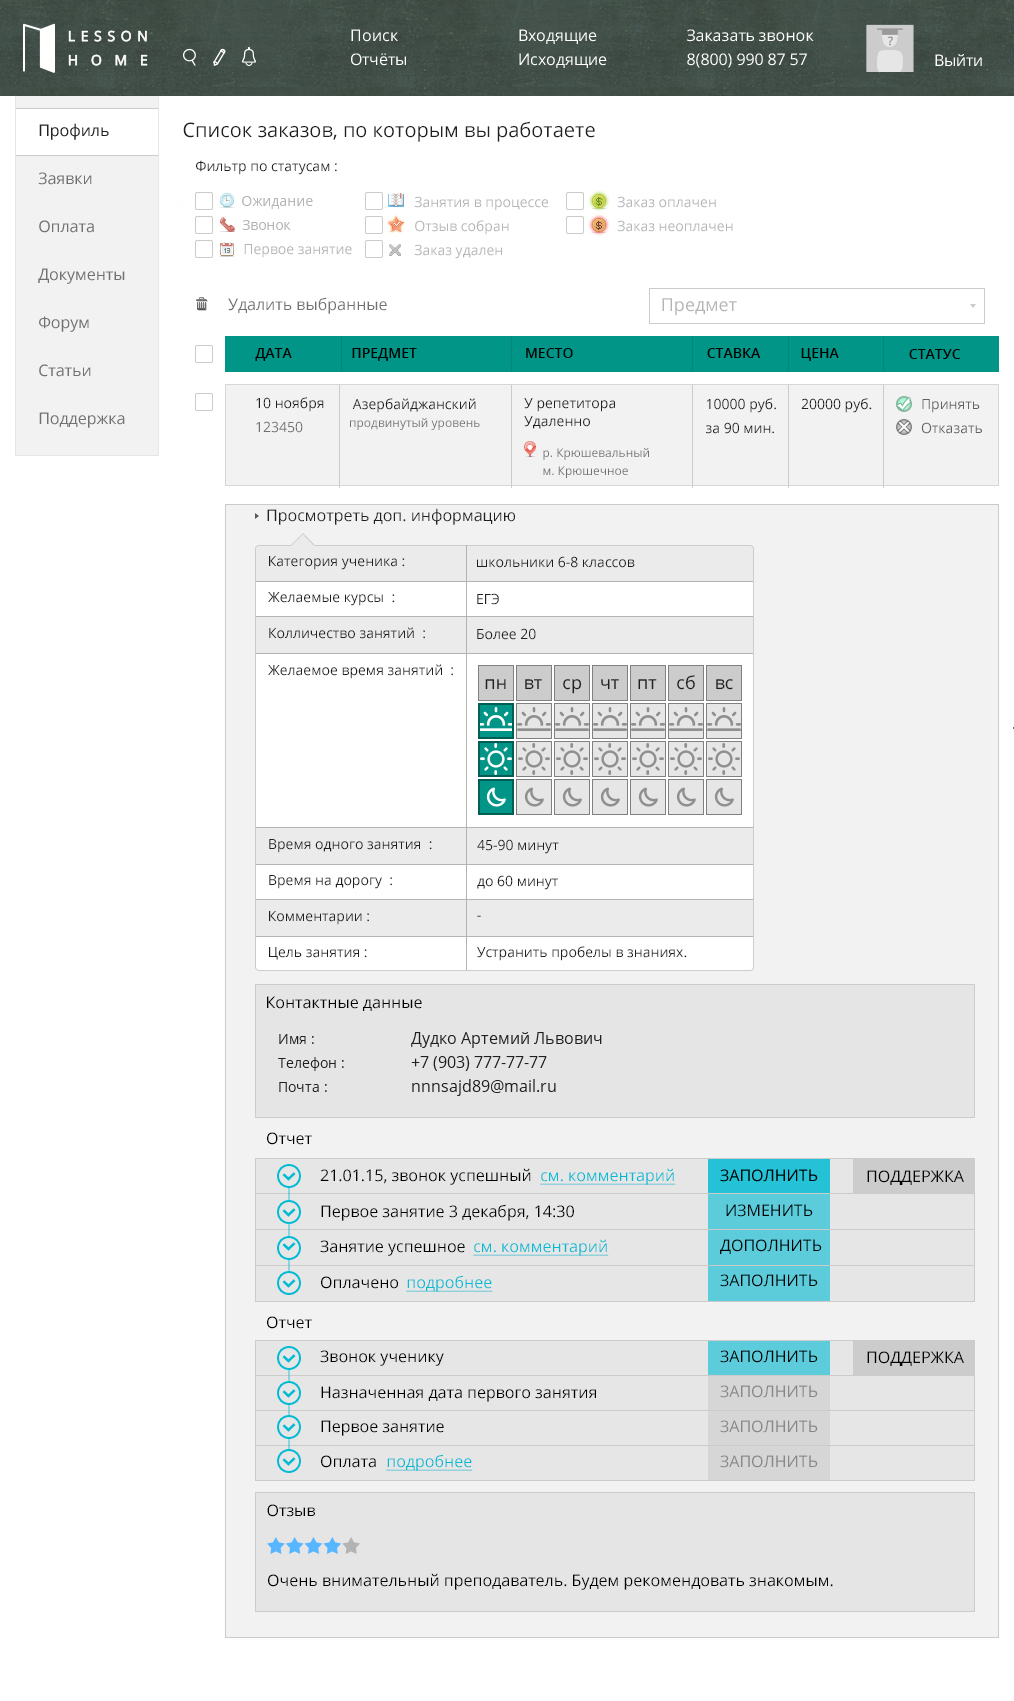 LESSON
HOME
Поиск
Отчёты
Входящие
Исходящие
Заказать звонок
8(800) 990 87 57
?
Выйти
Профиль
Заявки
Оплата
Документы
Форум
Статьи
Поддержка
Список заказов, по которым вы работаете
Фильтр по статусам :
Ожидание
Звонок
13 Первое занятие
Занятия в процессе
Отзыв собран
Заказ удален
$ Заказ оплачен
$ Заказ неоплачен
Удалить выбранные
Предмет
ДАТА ПРЕДМЕТ МЕСТО СТАВКА ЦЕНА СТАТУС
10 ноября
123450
Азербайджанский
продвинутый уровень
У репетитора
Удаленно
р. Крюшевальный
м. Крюшечное
10000 руб.
за 90 мин.
20000 руб.
Принять
Отказать
Просмотреть доп. информацию
Категория ученика : школьники 6-8 классов
Желаемые курсы : ЕГЭ
Колличество занятий : Более 20
Желаемое время занятий :
пн вт ср чт пт сб вс
Время одного занятия : 45-90 минут
Время на дорогу : до 60 минут
Комментарии : -
Цель занятия : Устранить пробелы в знаниях.
Контактные данные
Имя : Дудко Артемий Львович
Телефон : +7 (903) 777-77-77
Почта : nnnsajd89@mail.ru
Отчет
21.01.15, звонок успешный см. комментарий ЗАПОЛНИТЬ ПОДДЕРЖКА
Первое занятие 3 декабря, 14:30 ИЗМЕНИТЬ
Занятие успешное см. комментарий ДОПОЛНИТЬ
Оплачено подробнее ЗАПОЛНИТЬ
Отчет
Звонок ученику ЗАПОЛНИТЬ ПОДДЕРЖКА
Назначенная дата первого занятия ЗАПОЛНИТЬ
Первое занятие ЗАПОЛНИТЬ
Оплата подробнее ЗАПОЛНИТЬ
Отзыв
Очень внимательный преподаватель. Будем рекомендовать знакомым.